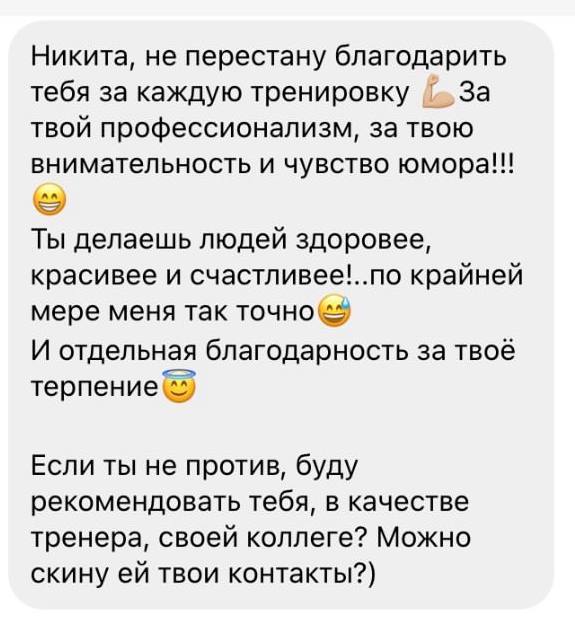 Никита, не перестану благодарить
тебя за каждую тренировку 💪🏼За
твой профессионализм, за твою
внимательность и чувство юмора!!!
😁
Ты делаешь людей здоровее,
красивее и счастливее!..по крайней
мере меня так точно😅
И отдельная благодарность за твоё
терпение😇

Если ты не против, буду
рекомендовать тебя, в качестве
тренера, своей коллеге? Можно
скину ей твои контакты?)